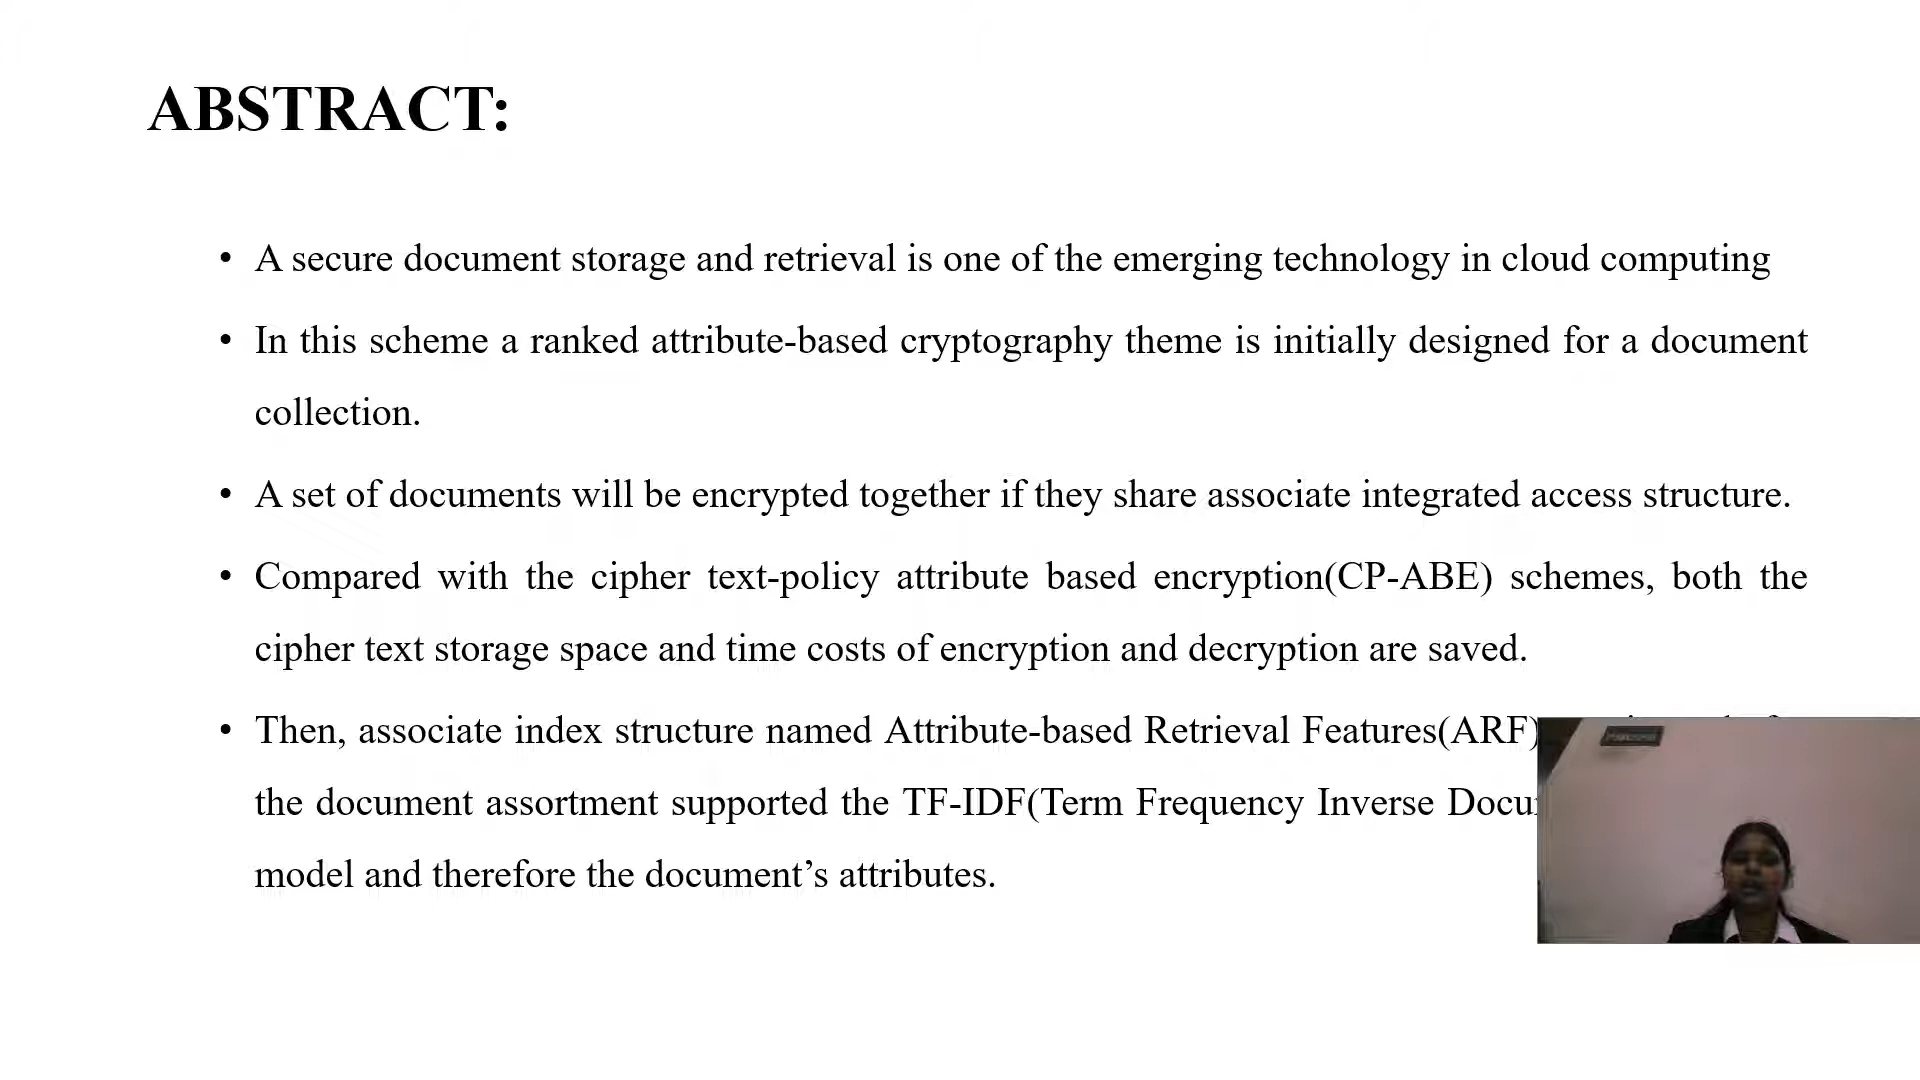 ABSTRACT:
• A secure document storage and retrieval is one of the emerging technology in cloud computing
• In this scheme a ranked attribute-based cryptography theme is initially designed for a document
collection.
• A set of documents will be encrypted together if they share associate integrated access structure.
• Compared with the cipher text-policy attribute based encryption(CP-ABE) schemes, both the
cipher text storage space and time costs of encryption and decryption are saved.
• Then, associate index structure named Attribute-based Retrieval Features(ARF)
the document assortment supported the TF-IDF(Term Frequency Inverse
model and therefore the document’s attributes.